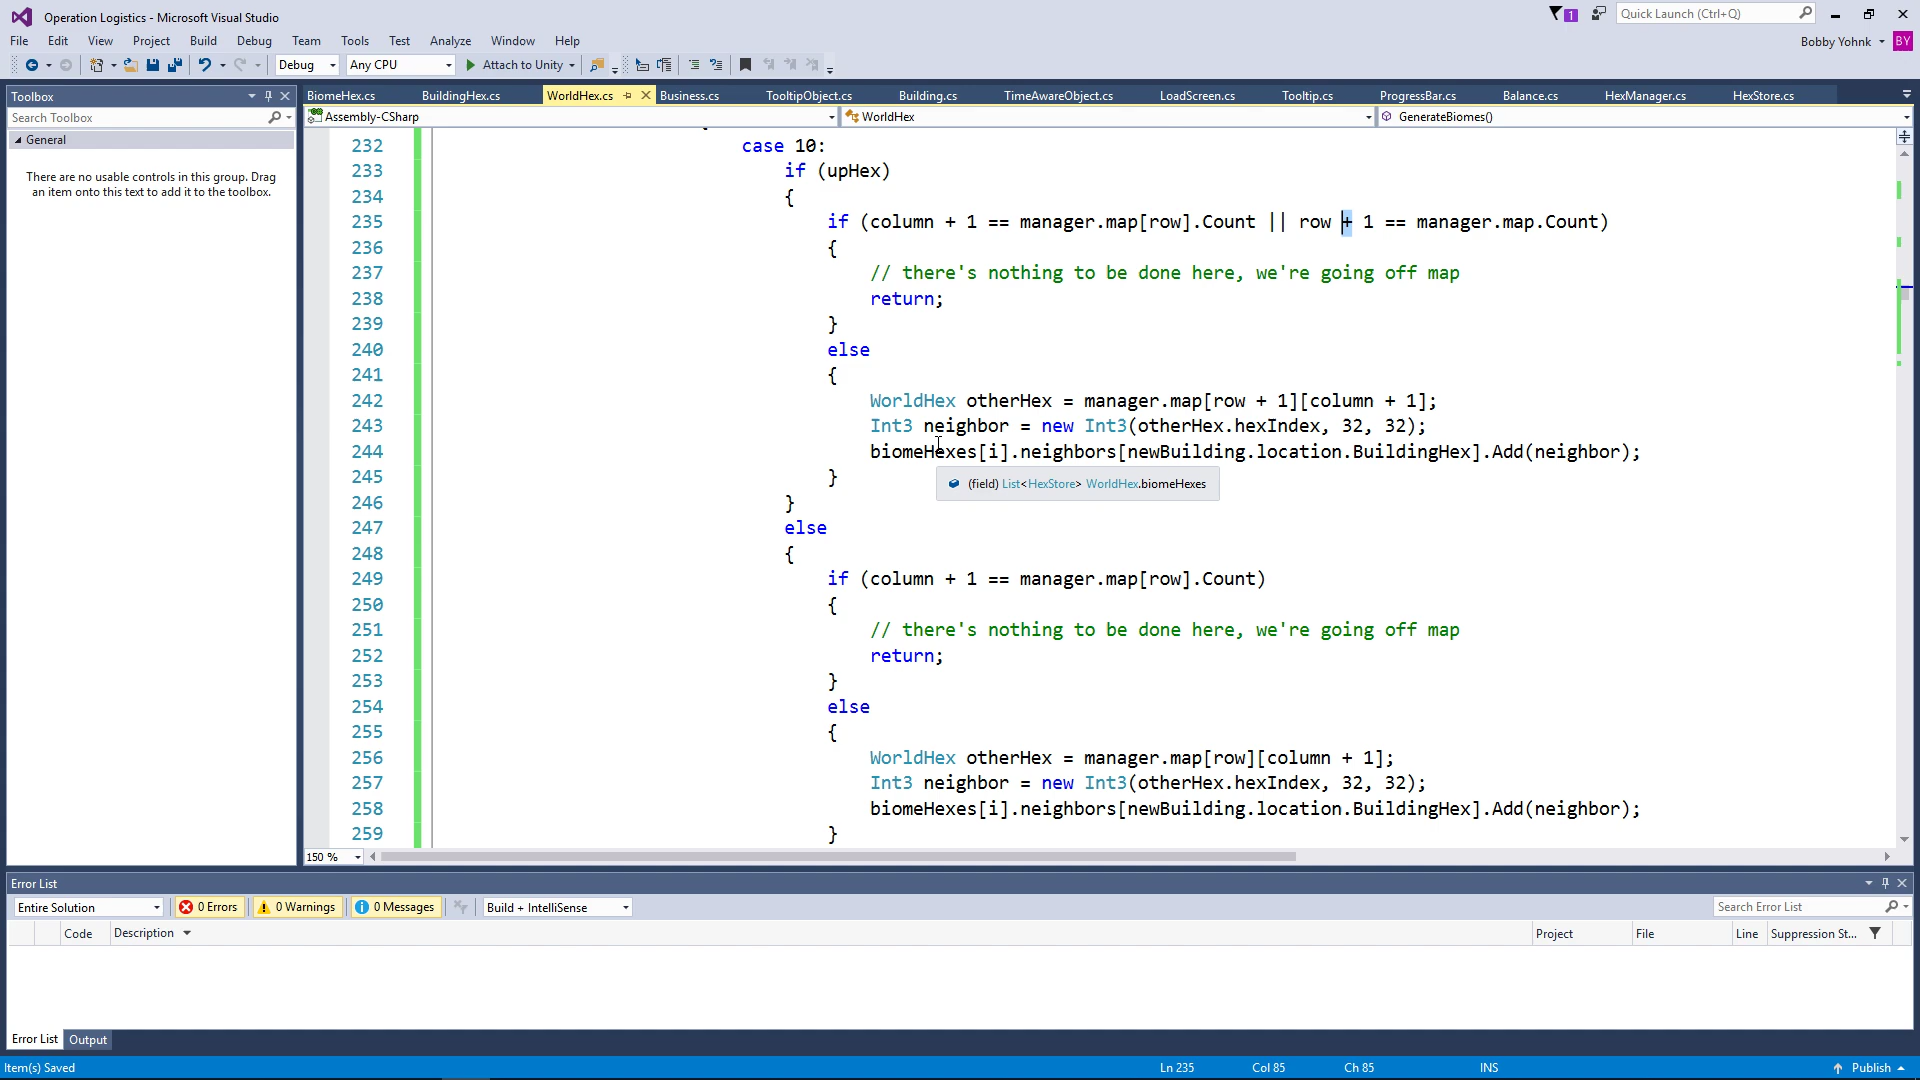 Operation Logistics - Microsoft Visual Studio
1
Quick Launch (Ctrl+Q)
File Edit View Project Build Debug Team Tools Test Analyze Window Help
Bobby Yohnk BY
Debug Any CPU Attach to Unity
Toolbox
BiomeHex.cs BuildingHex.cs WorldHex.cs Business.cs TooltipObject.cs Building.cs TimeAwareObject.cs LoadScreen.cs Tooltip.cs ProgressBar.cs Balance.cs HexManager.cs HexStore.cs
Search Toolbox
Assembly-CSharp WorldHex GenerateBiomes()
General
There are no usable controls in this group. Drag
an item onto this text to add it to the toolbox.
232 case 10:
233 if (upHex)
234 {
235 if (column + 1 == manager.map[row].Count || row + 1 == manager.map.Count)
236 {
237 // there's nothing to be done here, we're going off map
238 return;
239 }
240 else
241 {
242 WorldHex otherHex = manager.map[row + 1][column + 1];
243 Int3 neighbor = new Int3(otherHex.hexIndex, 32, 32);
244 biomeHexes[i].neighbors[newBuilding.location.BuildingHex].Add(neighbor);
245 }
(field) List<HexStore> WorldHex.biomeHexes
246 }
247 else
248 {
249 if (column + 1 == manager.map[row].Count)
250 {
251 // there's nothing to be done here, we're going off map
252 return;
253 }
254 else
255 {
256 WorldHex otherHex = manager.map[row][column + 1];
257 Int3 neighbor = new Int3(otherHex.hexIndex, 32, 32);
258 biomeHexes[i].neighbors[newBuilding.location.BuildingHex].Add(neighbor);
259 }
150 %
Error List
Entire Solution 0 Errors 0 Warnings 0 Messages Build + IntelliSense Search Error List
Code Description Project File Line Suppression St...
Error List Output
Item(s) Saved Ln 235 Col 85 Ch 85 INS Publish